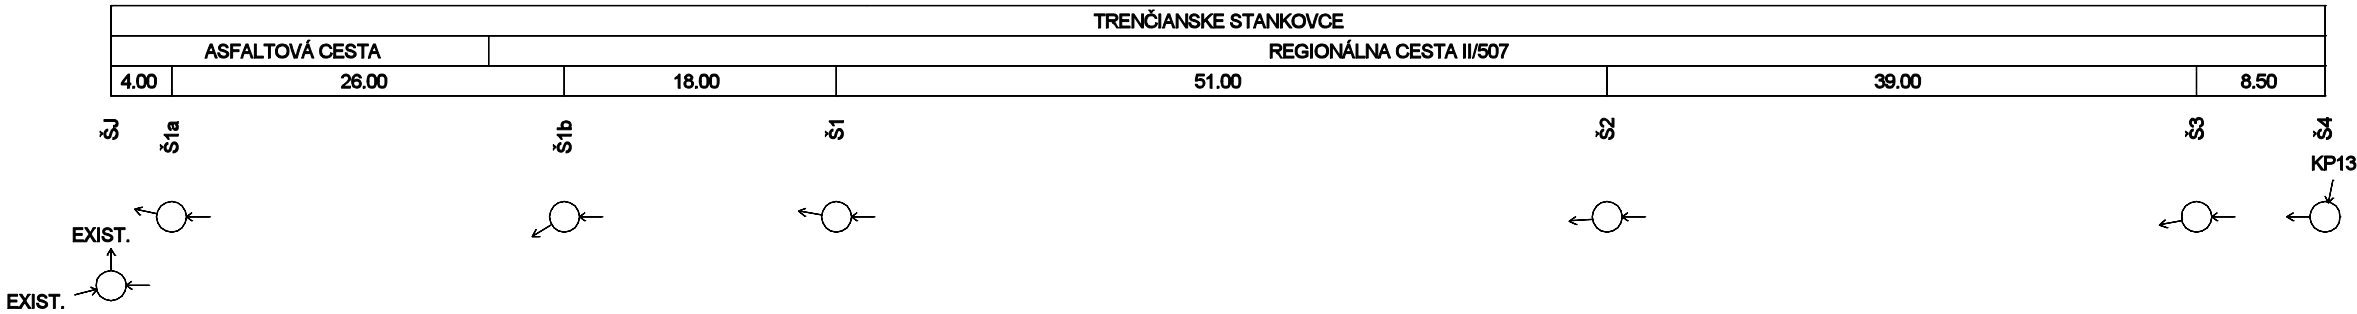 TRENČIANSKE STANKOVCE
ASFALTOVÁ CESTA REGIONÁLNA CESTA II/507
4.00 26.00 18.00 51.00 39.00 8.50
ŠJ Š1a Š1b Š1 Š2 Š3 Š4
KP13
EXIST.
EXIST.